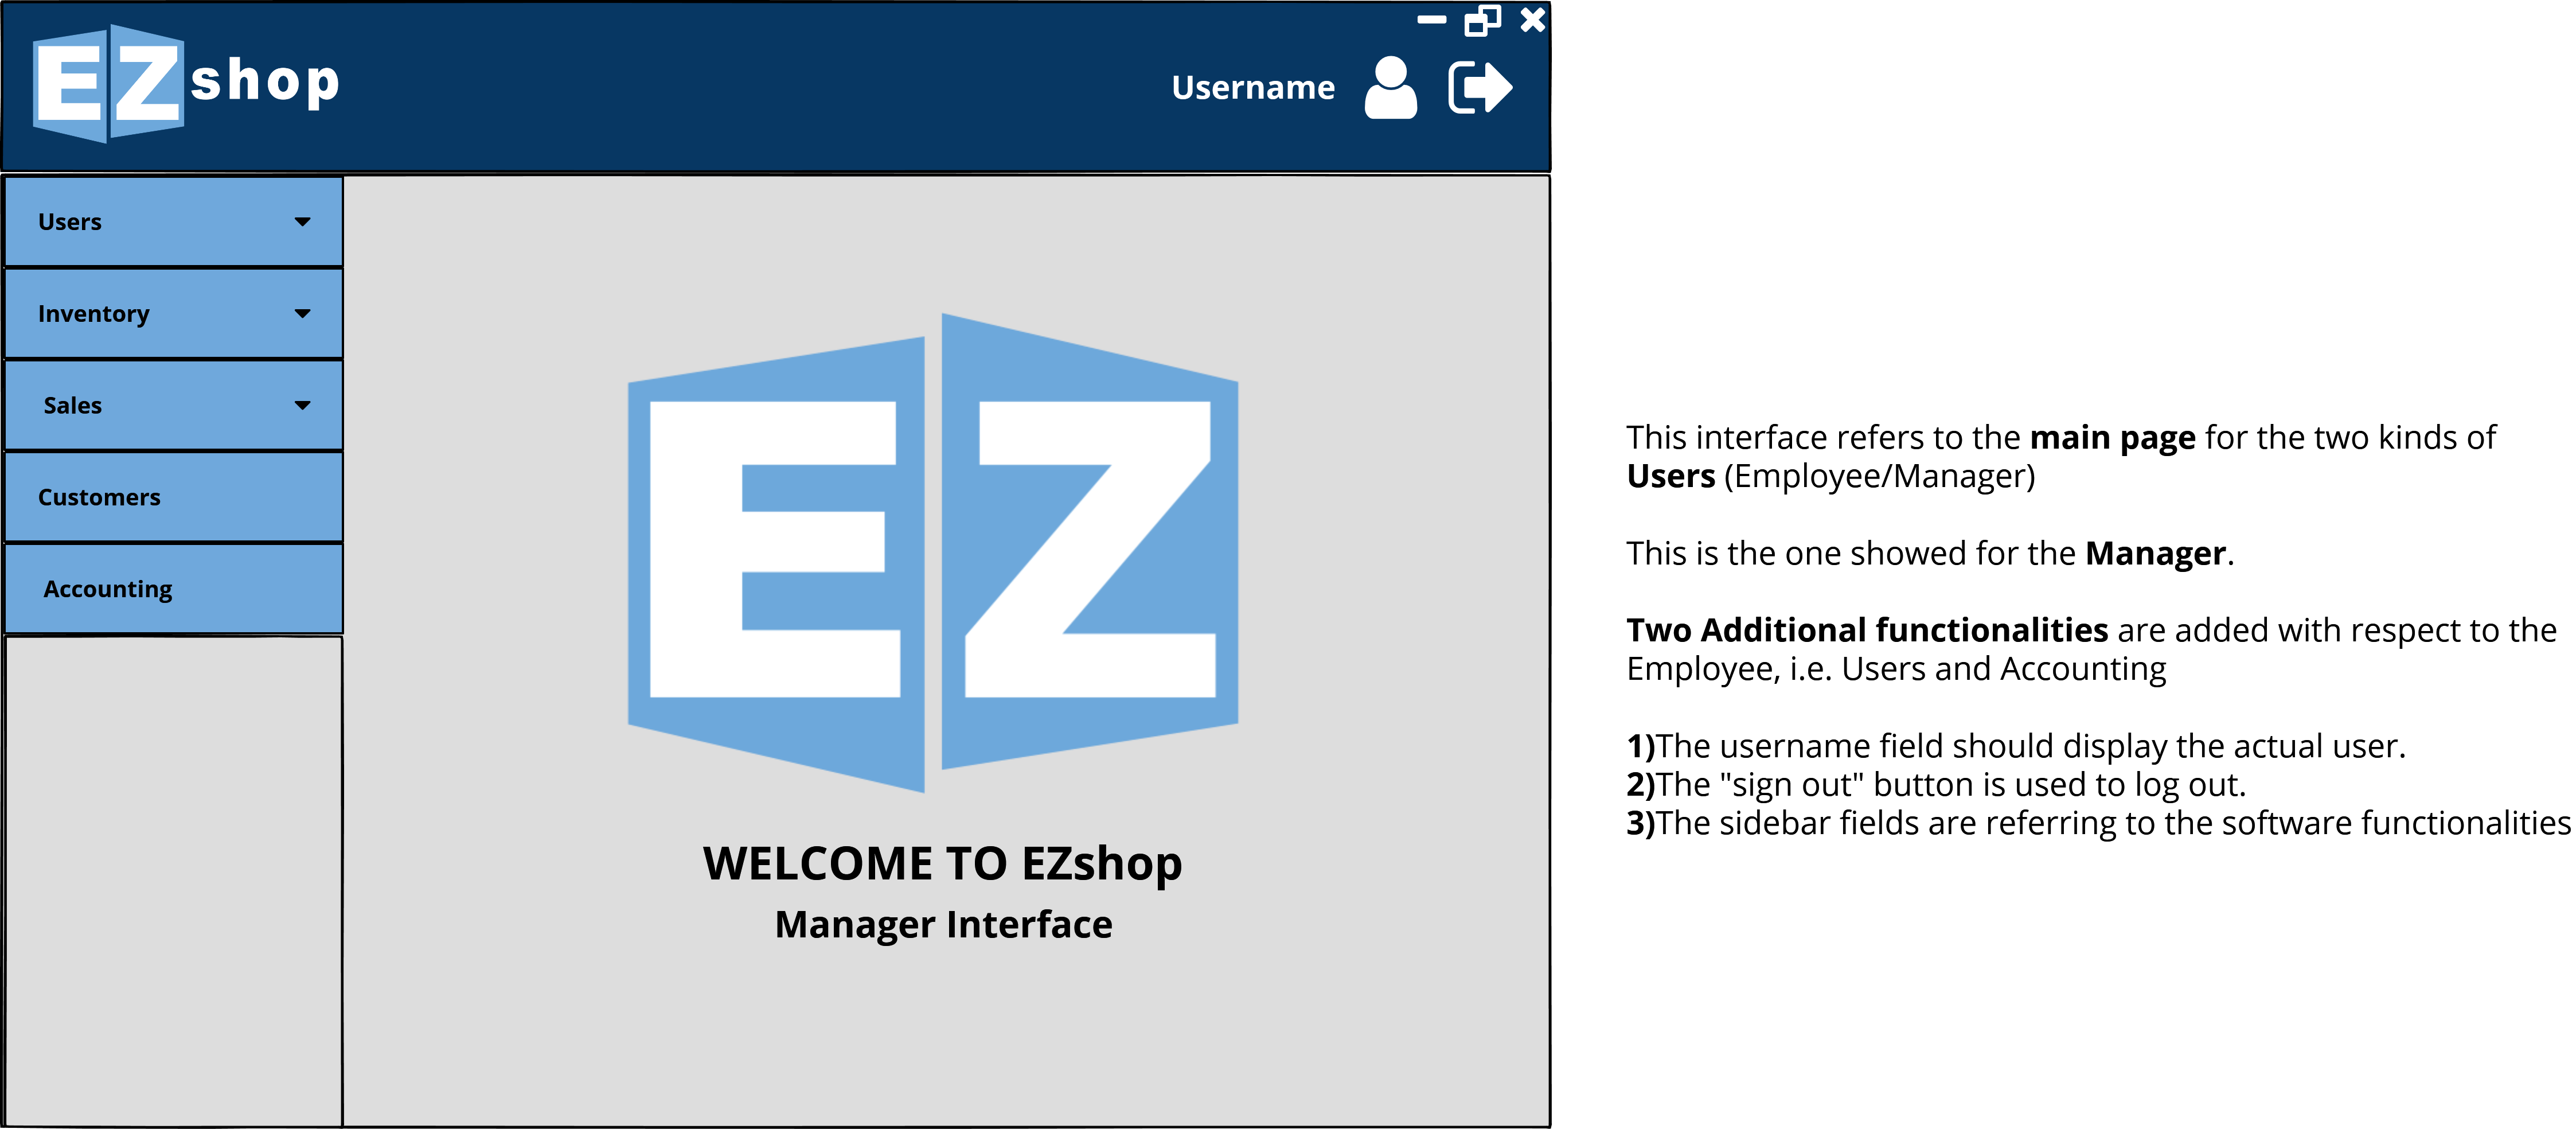 EZshop
Username
Users
Inventory
Sales
Customers
Accounting
EZ
WELCOME TO EZshop
Manager Interface
This interface refers to the main page for the two kinds of
Users (Employee/Manager)
This is the one showed for the Manager.
Two Additional functionalities are added with respect to the
Employee, i.e. Users and Accounting
1)The username field should display the actual user.
2)The "sign out" button is used to log out.
3)The sidebar fields are referring to the software functionalities